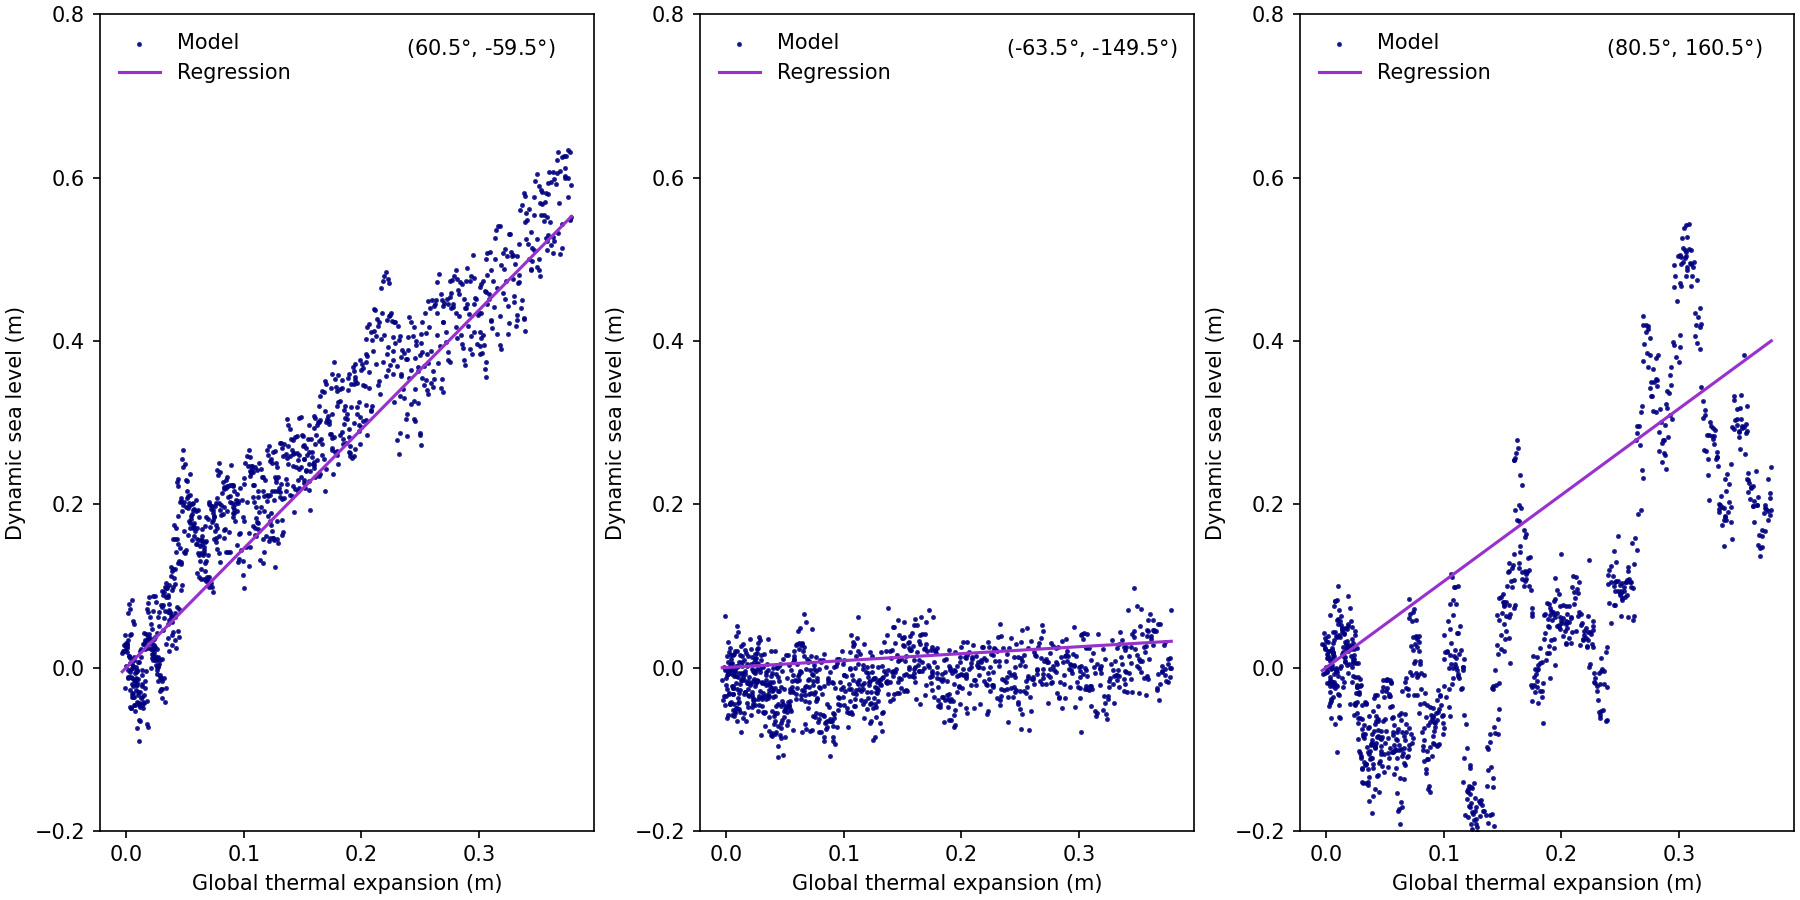 Model
Regression
(60.5°, -59.5°)
0.8
0.6
0.4
0.2
0.0
−0.2
0.0 0.1 0.2 0.3
Global thermal expansion (m)
Dynamic sea level (m)
Model
Regression
(-63.5°, -149.5°)
0.8
0.6
0.4
0.2
0.0
−0.2
0.0 0.1 0.2 0.3
Global thermal expansion (m)
Dynamic sea level (m)
Model
Regression
(80.5°, 160.5°)
0.8
0.6
0.4
0.2
0.0
−0.2
0.0 0.1 0.2 0.3
Global thermal expansion (m)
Dynamic sea level (m)